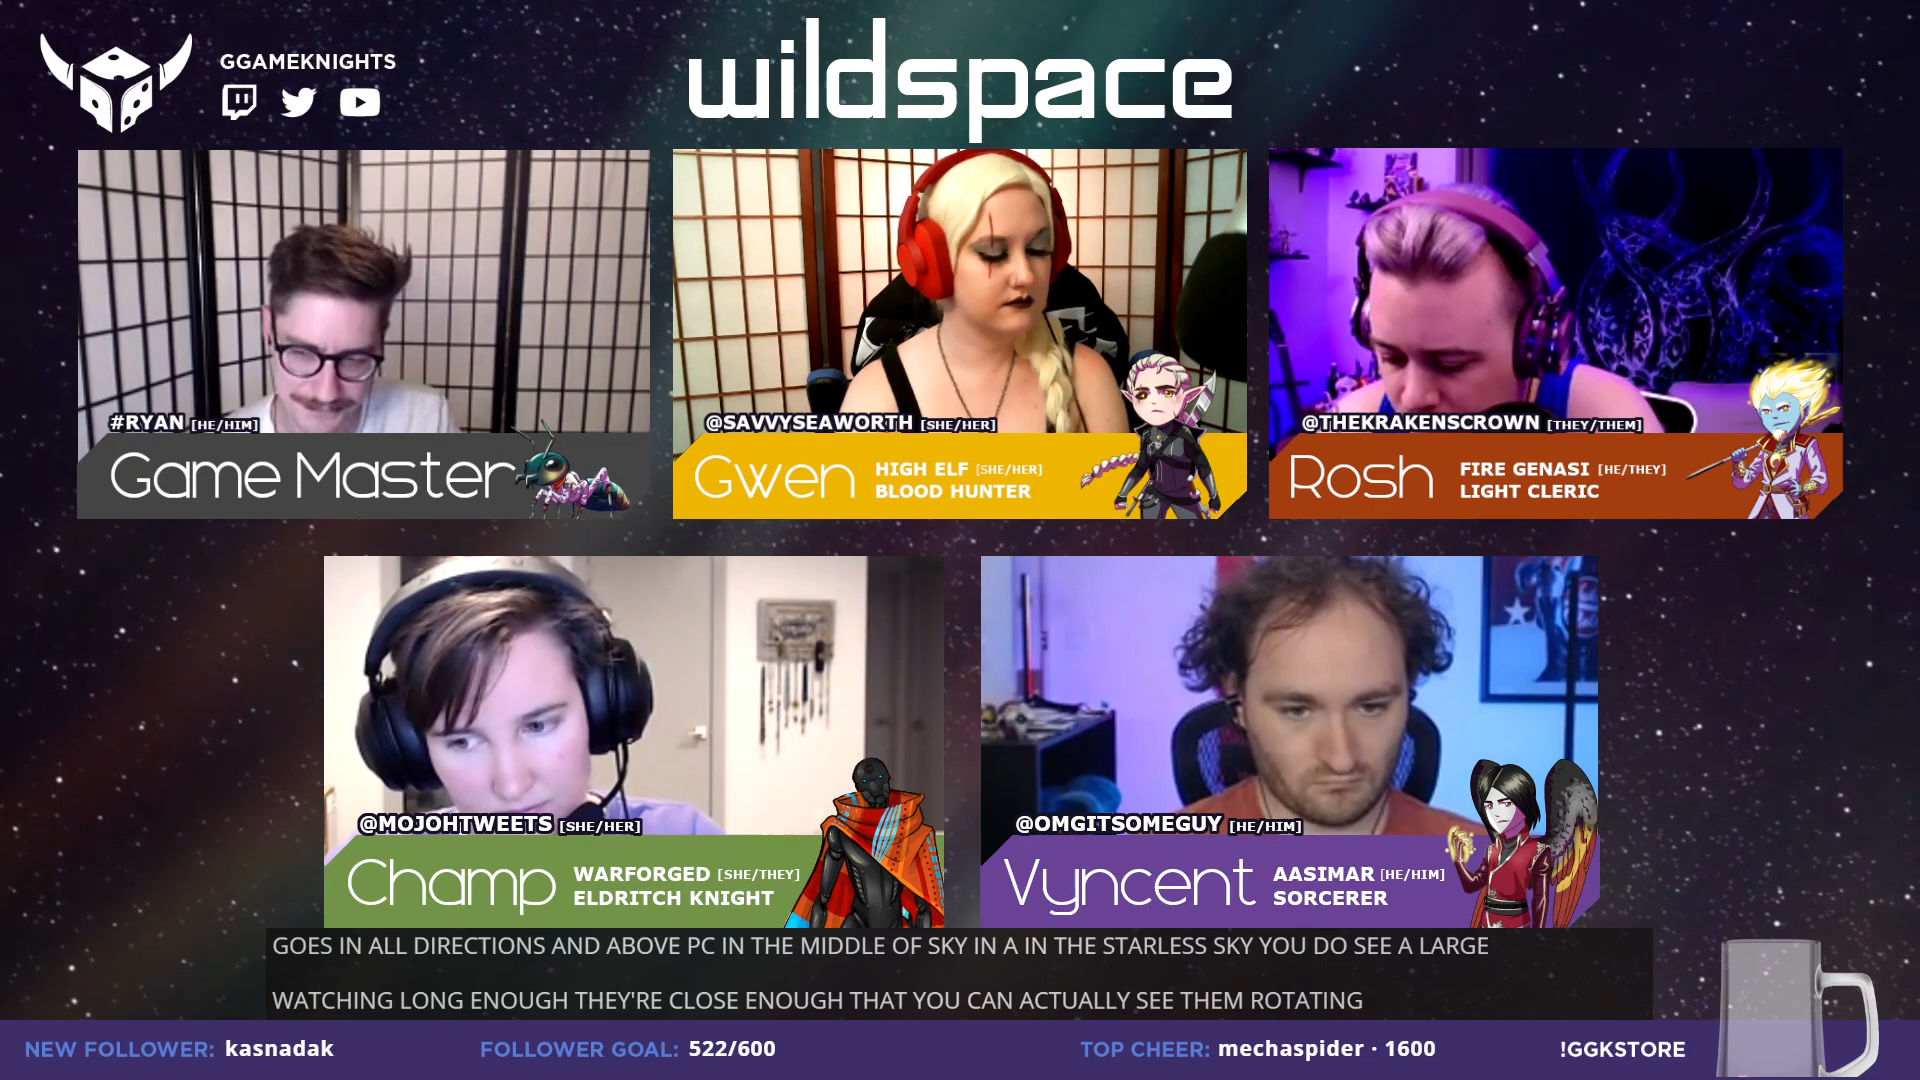 GGAMEKNIGHTS
wildspace
#RYAN [HE/HIM]
Game Master
@SAVVYSEAWORTH [SHE/HER]
Gwen
HIGH ELF [SHE/HER]
BLOOD HUNTER
@THEKRAKENSCROWN [THEY/THEM]
Rosh
FIRE GENASI [HE/THEY]
LIGHT CLERIC
@MOJOHTWEETS [SHE/HER]
Champ
WARFORGED [SHE/THEY]
ELDRITCH KNIGHT
@OMGITSOMEGUY [HE/HIM]
Vyncent
AASIMAR [HE/HIM]
SORCERER
GOES IN ALL DIRECTIONS AND ABOVE PC IN THE MIDDLE OF SKY IN A IN THE STARLESS SKY YOU DO SEE A LARGE
WATCHING LONG ENOUGH THEY'RE CLOSE ENOUGH THAT YOU CAN ACTUALLY SEE THEM ROTATING
NEW FOLLOWER: kasnadak
FOLLOWER GOAL: 522/600
TOP CHEER: mechaspider · 1600
!GGKSTORE